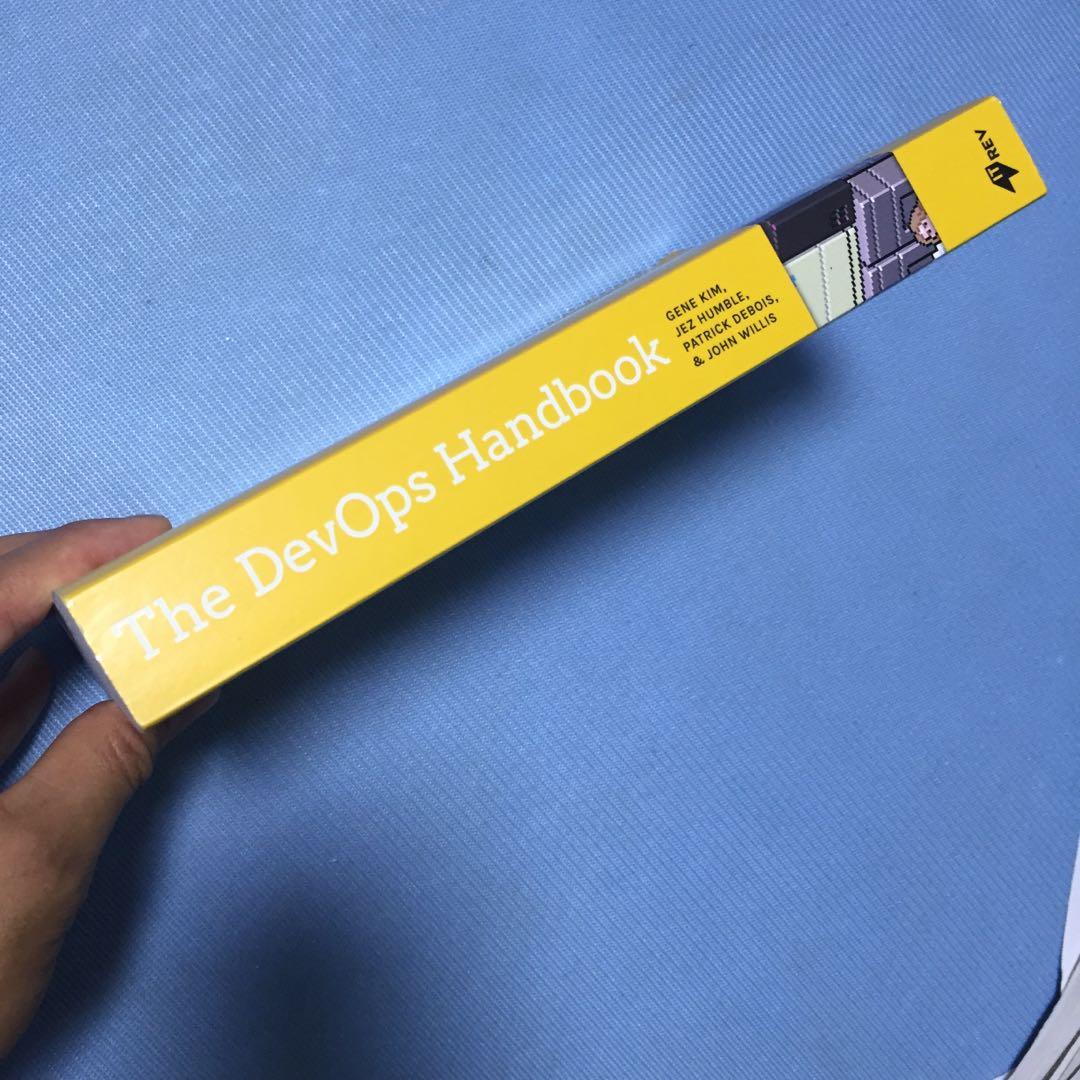 The DevOps Handbook
GENE KIM,
JEZ HUMBLE,
PATRICK DEBOIS,
& JOHN WILLIS
IT REV